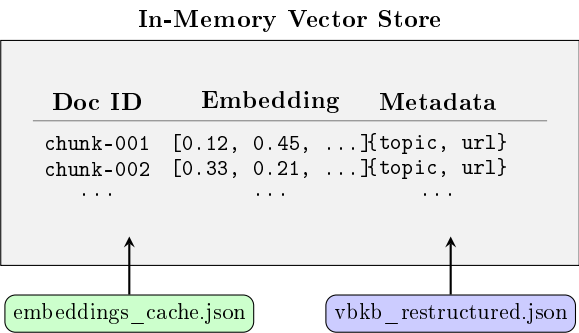 In-Memory Vector Store
Doc ID Embedding Metadata
chunk-001 [0.12, 0.45, ...] {topic, url}
chunk-002 [0.33, 0.21, ...] {topic, url}
... ... ...
embeddings_cache.json vbkb_restructured.json